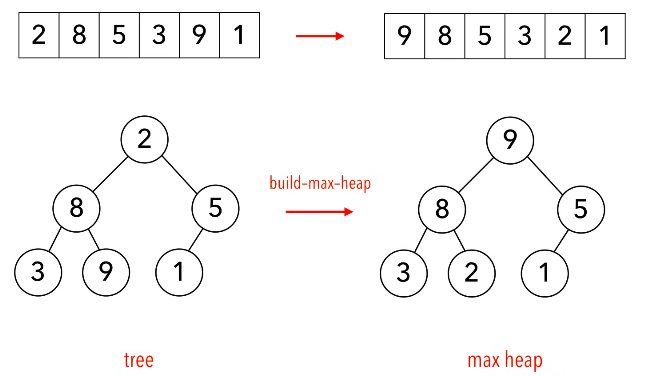 2 8 5 3 9 1
9 8 5 3 2 1
2
9
build-max-heap
8 5
8 5
3 9 1
3 2 1
tree
max heap